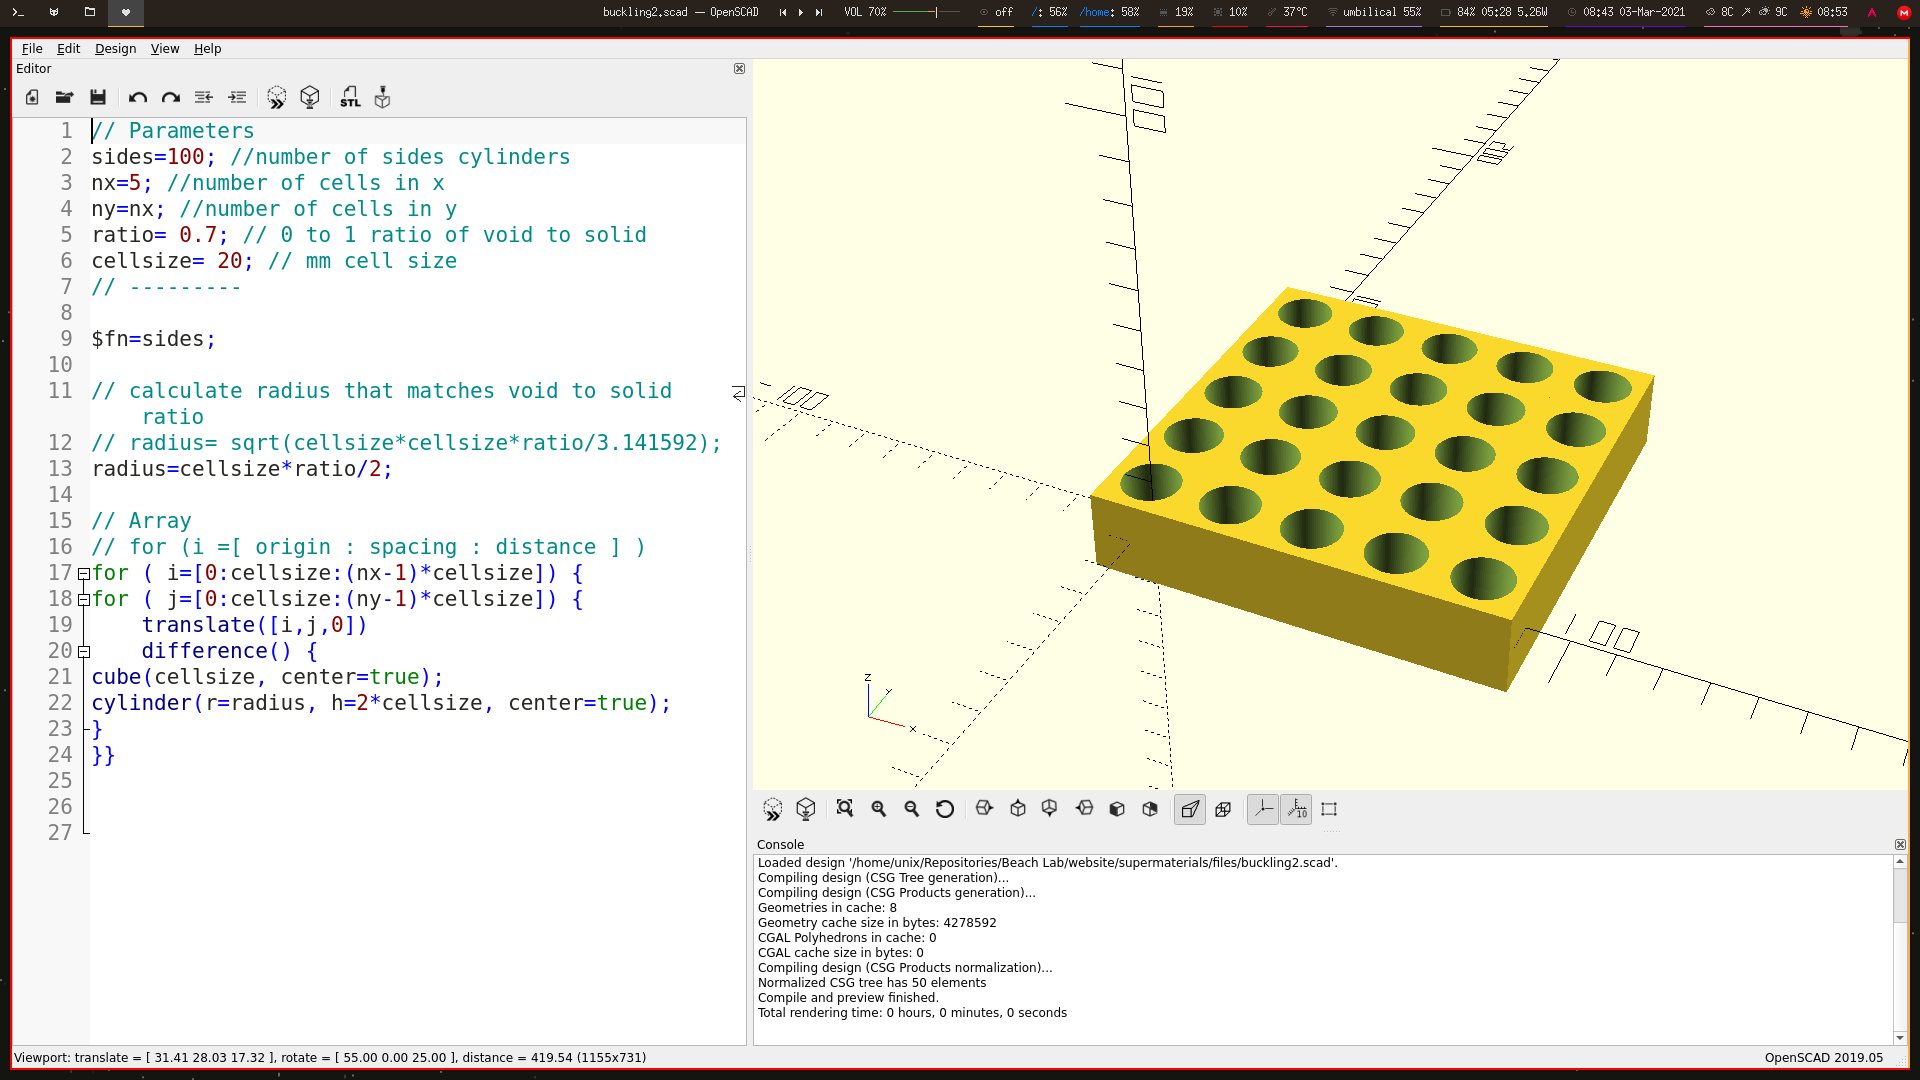 buckling2.scad — OpenSCAD
VOL 70%
off
/: 56%
/home: 58%
19%
10%
37°C
umbilical 55%
84% 05:28 5.26W
08:43 03-Mar-2021
8C
9C
08:53
File Edit Design View Help
Editor
STL
1 // Parameters
2 sides=100; //number of sides cylinders
3 nx=5; //number of cells in x
4 ny=nx; //number of cells in y
5 ratio= 0.7; // 0 to 1 ratio of void to solid
6 cellsize= 20; // mm cell size
7 // ---------
8
9 $fn=sides;
10
11 // calculate radius that matches void to solid
ratio
12 // radius= sqrt(cellsize*cellsize*ratio/3.141592);
13 radius=cellsize*ratio/2;
14
15 // Array
16 // for (i =[ origin : spacing : distance ] )
17 for ( i=[0:cellsize:(nx-1)*cellsize]) {
18 for ( j=[0:cellsize:(ny-1)*cellsize]) {
19 translate([i,j,0])
20 difference() {
21 cube(cellsize, center=true);
22 cylinder(r=radius, h=2*cellsize, center=true);
23 }
24 }}
25
26
27
z
y
x
10
Console
Loaded design '/home/unix/Repositories/Beach Lab/website/supermaterials/files/buckling2.scad'.
Compiling design (CSG Tree generation)...
Compiling design (CSG Products generation)...
Geometries in cache: 8
Geometry cache size in bytes: 4278592
CGAL Polyhedrons in cache: 0
CGAL cache size in bytes: 0
Compiling design (CSG Products normalization)...
Normalized CSG tree has 50 elements
Compile and preview finished.
Total rendering time: 0 hours, 0 minutes, 0 seconds
Viewport: translate = [ 31.41 28.03 17.32 ], rotate = [ 55.00 0.00 25.00 ], distance = 419.54 (1155x731)
OpenSCAD 2019.05